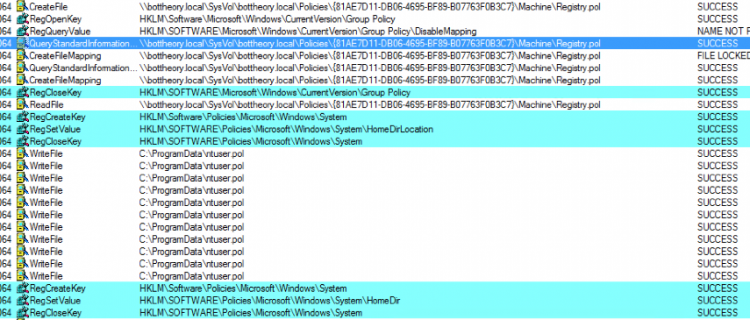 064 CreateFile \\bottheory.local\SysVol\bottheory.local\Policies\{81AE7D11-DB06-4695-BF89-B07763F0B3C7}\Machine\Registry.pol SUCCESS
064 RegOpenKey HKLM\Software\Microsoft\Windows\CurrentVersion\Group Policy SUCCESS
064 RegQueryValue HKLM\SOFTWARE\Microsoft\Windows\CurrentVersion\Group Policy\DisableMapping NAME NOT F
064 QueryStandardInformation... \\bottheory.local\SysVol\bottheory.local\Policies\{81AE7D11-DB06-4695-BF89-B07763F0B3C7}\Machine\Registry.pol SUCCESS
064 CreateFileMapping \\bottheory.local\SysVol\bottheory.local\Policies\{81AE7D11-DB06-4695-BF89-B07763F0B3C7}\Machine\Registry.pol FILE LOCKED
064 QueryStandardInformation... \\bottheory.local\SysVol\bottheory.local\Policies\{81AE7D11-DB06-4695-BF89-B07763F0B3C7}\Machine\Registry.pol SUCCESS
064 CreateFileMapping \\bottheory.local\SysVol\bottheory.local\Policies\{81AE7D11-DB06-4695-BF89-B07763F0B3C7}\Machine\Registry.pol SUCCESS
064 RegCloseKey HKLM\SOFTWARE\Microsoft\Windows\CurrentVersion\Group Policy SUCCESS
064 ReadFile \\bottheory.local\SysVol\bottheory.local\Policies\{81AE7D11-DB06-4695-BF89-B07763F0B3C7}\Machine\Registry.pol SUCCESS
064 RegCreateKey HKLM\Software\Policies\Microsoft\Windows\System SUCCESS
064 RegSetValue HKLM\SOFTWARE\Policies\Microsoft\Windows\System\HomeDirLocation SUCCESS
064 RegCloseKey HKLM\SOFTWARE\Policies\Microsoft\Windows\System SUCCESS
064 WriteFile C:\ProgramData\ntuser.pol SUCCESS
064 WriteFile C:\ProgramData\ntuser.pol SUCCESS
064 WriteFile C:\ProgramData\ntuser.pol SUCCESS
064 WriteFile C:\ProgramData\ntuser.pol SUCCESS
064 WriteFile C:\ProgramData\ntuser.pol SUCCESS
064 WriteFile C:\ProgramData\ntuser.pol SUCCESS
064 WriteFile C:\ProgramData\ntuser.pol SUCCESS
064 WriteFile C:\ProgramData\ntuser.pol SUCCESS
064 WriteFile C:\ProgramData\ntuser.pol SUCCESS
064 WriteFile C:\ProgramData\ntuser.pol SUCCESS
064 WriteFile C:\ProgramData\ntuser.pol SUCCESS
064 RegCreateKey HKLM\Software\Policies\Microsoft\Windows\System SUCCESS
064 RegSetValue HKLM\SOFTWARE\Policies\Microsoft\Windows\System\HomeDir SUCCESS
064 RegCloseKey HKLM\SOFTWARE\Policies\Microsoft\Windows\System SUCCESS